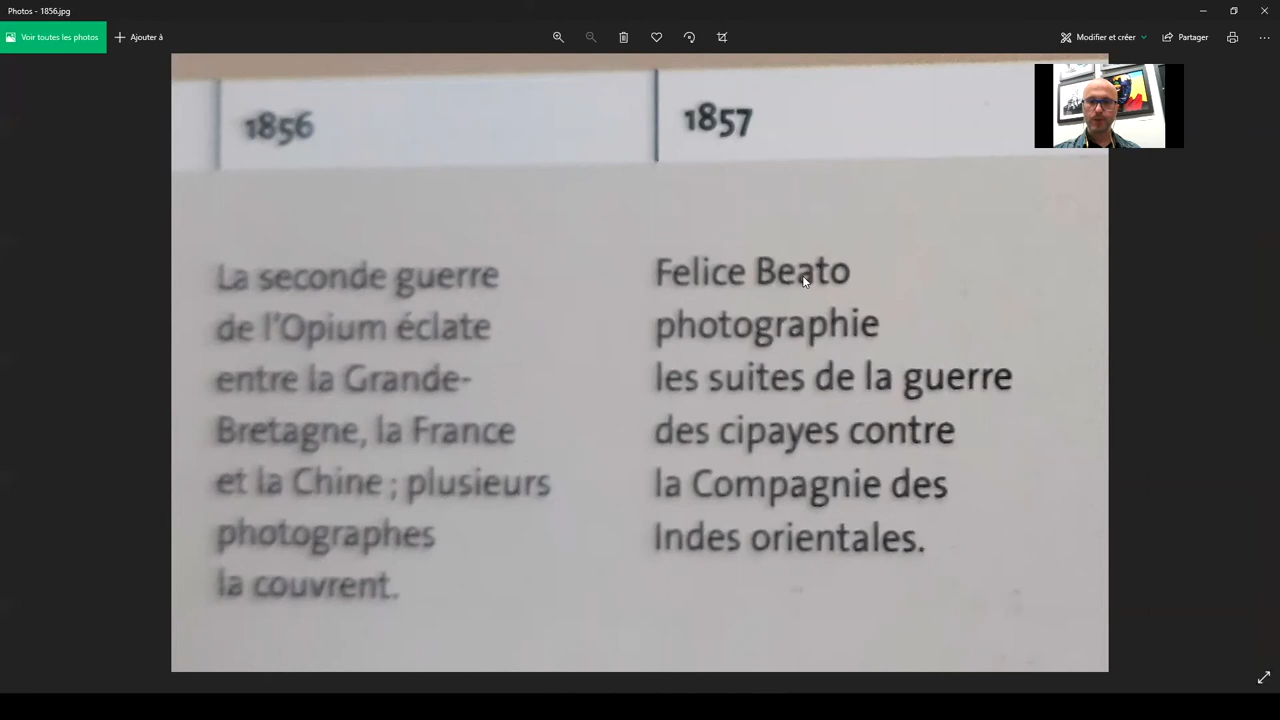 Photos - 1856.jpg
Voir toutes les photos
Ajouter à
Modifier et créer
Partager
1856
La seconde guerre
de l'Opium éclate
entre la Grande-
Bretagne, la France
et la Chine ; plusieurs
photographes
la couvrent.
1857
Felice Beato
photographie
les suites de la guerre
des cipayes contre
la Compagnie des
Indes orientales.